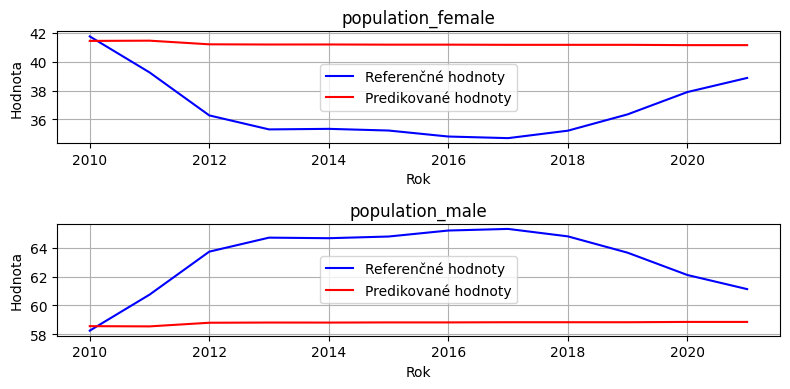 population_female
42
40
38
36
Hodnota
Referenčné hodnoty
Predikované hodnoty
2010 2012 2014 2016 2018 2020
Rok
population_male
64
62
60
58
Hodnota
Referenčné hodnoty
Predikované hodnoty
2010 2012 2014 2016 2018 2020
Rok